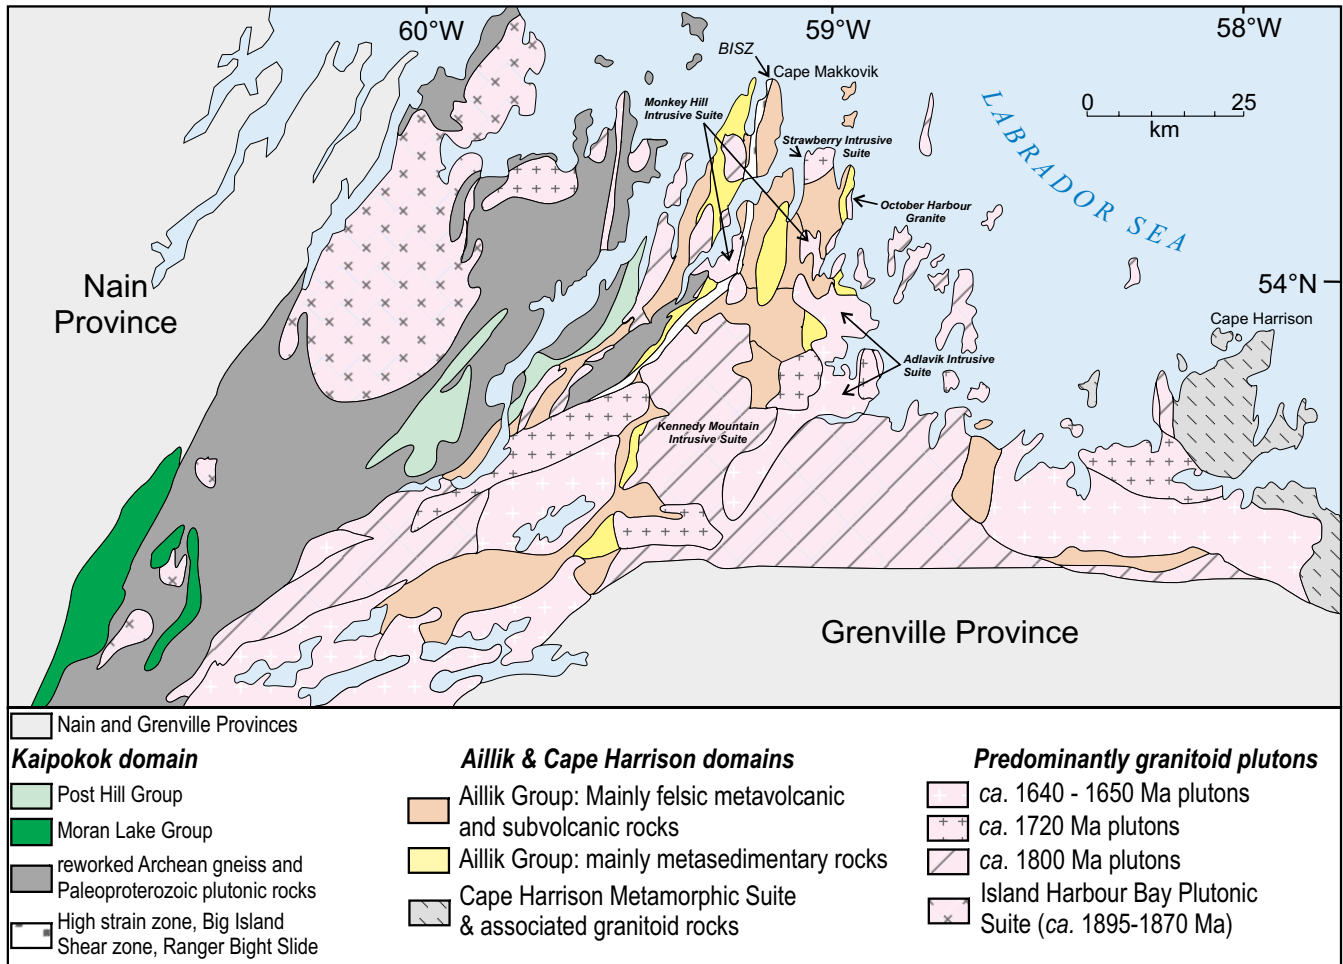 60°W
59°W
58°W
BISZ
Cape Makkovik
Monkey Hill
Intrusive Suite
0
25
km
Strawberry Intrusive
Suite
LABRADOR SEA
October Harbour
Granite
Nain
Province
54°N
Cape Harrison
Adlavik Intrusive
Suite
Kennedy Mountain
Intrusive Suite
Grenville Province
Nain and Grenville Provinces
Kaipokok domain
Post Hill Group
Moran Lake Group
reworked Archean gneiss and
Paleoproterozoic plutonic rocks
High strain zone, Big Island
Shear zone, Ranger Bight Slide
Aillik & Cape Harrison domains
Aillik Group: Mainly felsic metavolcanic
and subvolcanic rocks
Aillik Group: mainly metasedimentary rocks
Cape Harrison Metamorphic Suite
& associated granitoid rocks
Predominantly granitoid plutons
ca. 1640 - 1650 Ma plutons
ca. 1720 Ma plutons
ca. 1800 Ma plutons
Island Harbour Bay Plutonic
Suite (ca. 1895-1870 Ma)